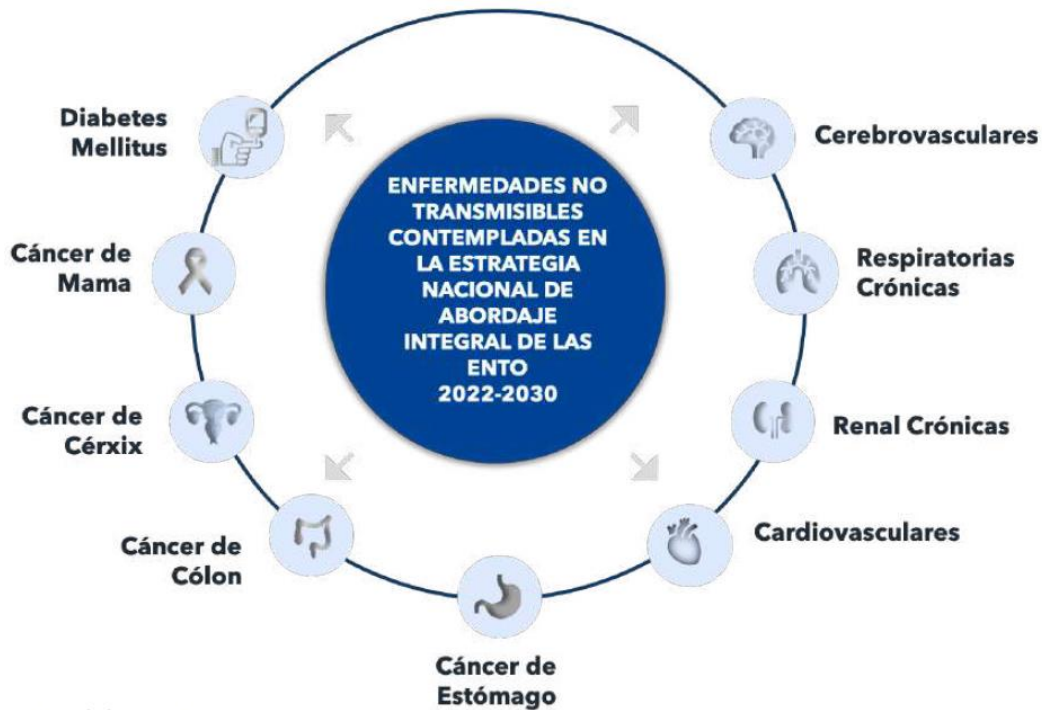 Diabetes
Mellitus
Cáncer de
Mama
Cáncer de
Cérxix
Cáncer de
Cólon
Cáncer de
Estómago
ENFERMEDADES NO
TRANSMISIBLES
CONTEMPLADAS EN
LA ESTRATEGIA
NACIONAL DE
ABORDAJE
INTEGRAL DE LAS
ENTO
2022-2030
Cerebrovasculares
Respiratorias
Crónicas
Renal Crónicas
Cardiovasculares